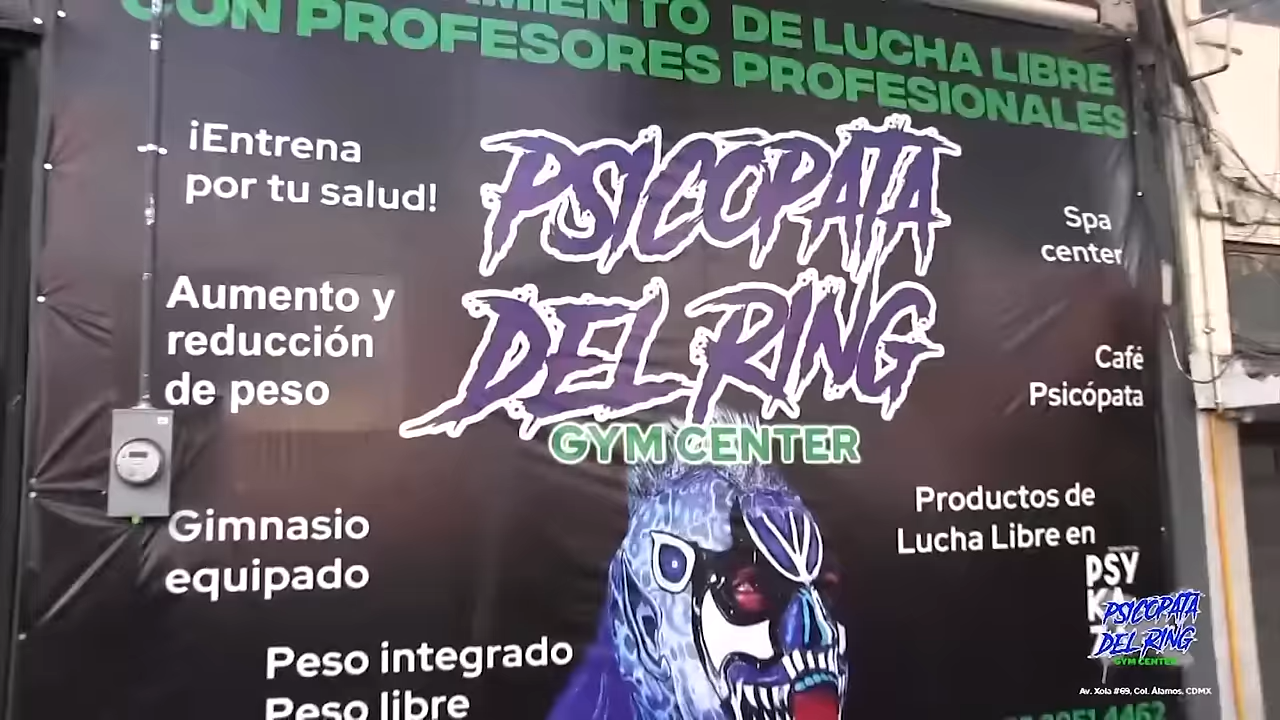 DE LUCHA LIBRE
CON PROFESORES PROFESIONALES
¡Entrena
por tu salud!
PSICOPATA
DEL RING
GYM CENTER
Aumento y
reducción
de peso
Gimnasio
equipado
Peso integrado
Peso libre
Spa
center
Café
Psicópata
Productos de
Lucha Libre en
PSY
PSICOPATA
DEL RING
GYM CENTER
Av. Xola #69, Col. Álamos, CDMX
4462